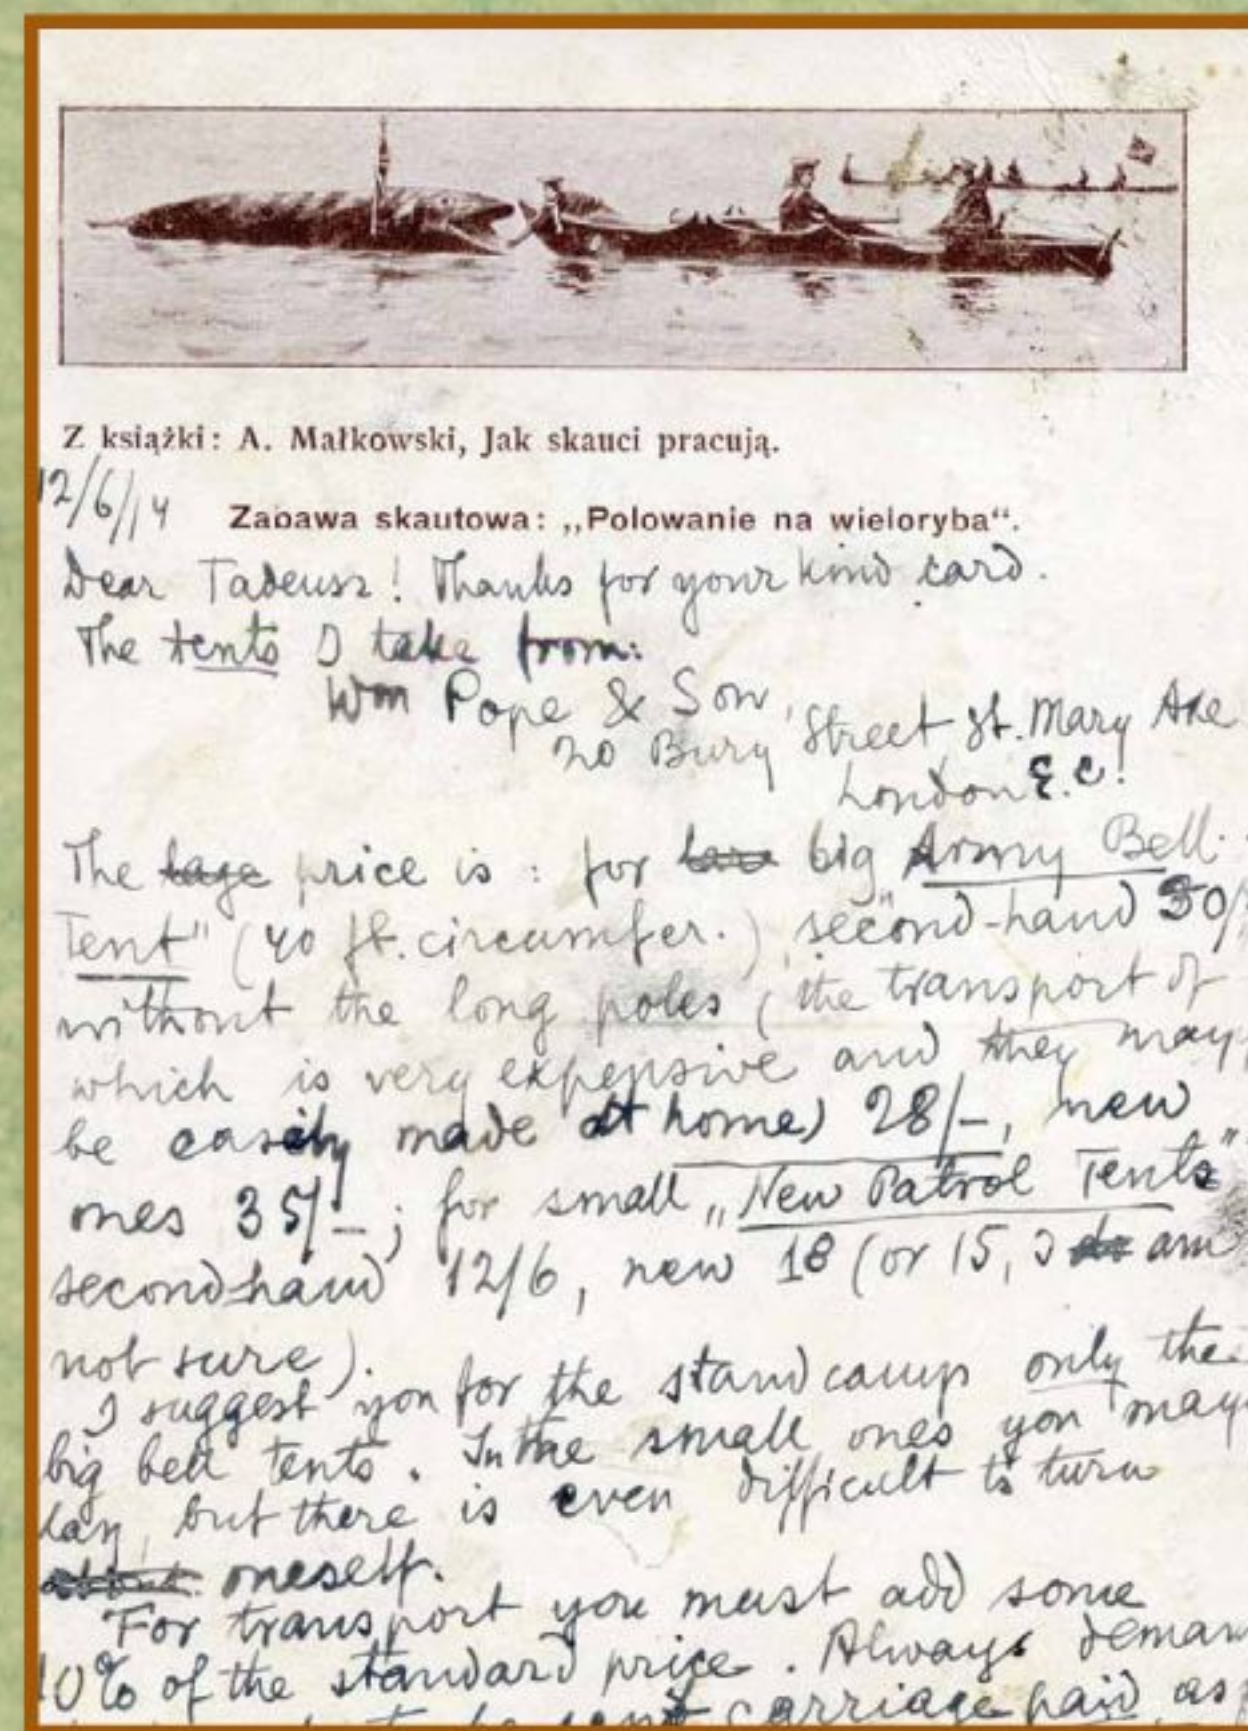 Z książki: A. Małkowski, Jak skauci pracują.
12/6/14
Zabawa skautowa: „Polowanie na wieloryba“.
Dear Tadeusz! Thanks for your kind card.
The tents I take from:
Wm Pope & Son,
20 Bury Street St. Mary Axe
London E.C.!
The price is: for big „Army Bell
Tent" (40 ft. circumfer.), second-hand 30/
without the long poles (the transport of
which is very expensive and they may
be easily made at home) 28/-, new
ones 35/-; for small „New Patrol Tents"
secondhand 12/6, new 18 (or 15, I am
not sure).
I suggest you for the stand camp only the
big bell tents. In the small ones you may
lay, but there is even difficult to turn
oneself.
For transport you must add some
10% of the standard price. Always deman
carriage paid, as